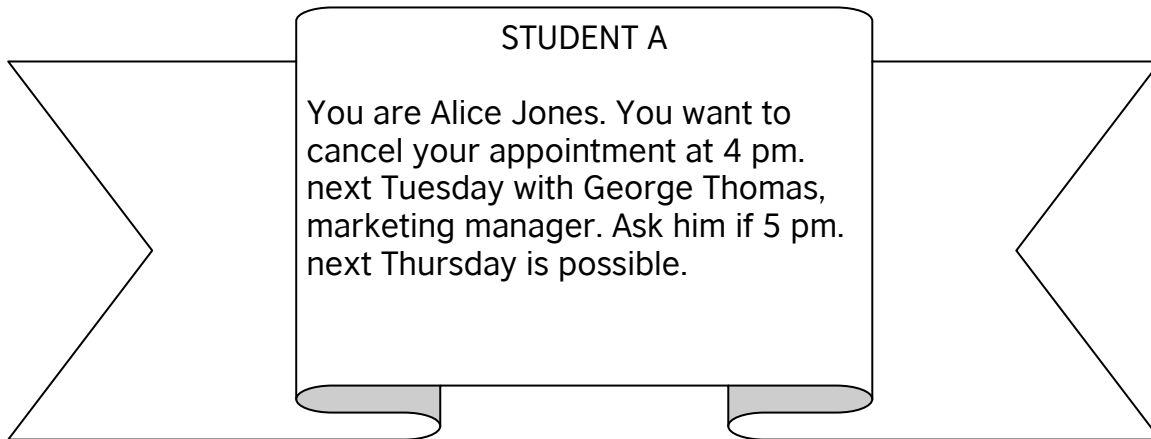 STUDENT A
You are Alice Jones. You want to
cancel your appointment at 4 pm.
next Tuesday with George Thomas,
marketing manager. Ask him if 5 pm.
next Thursday is possible.